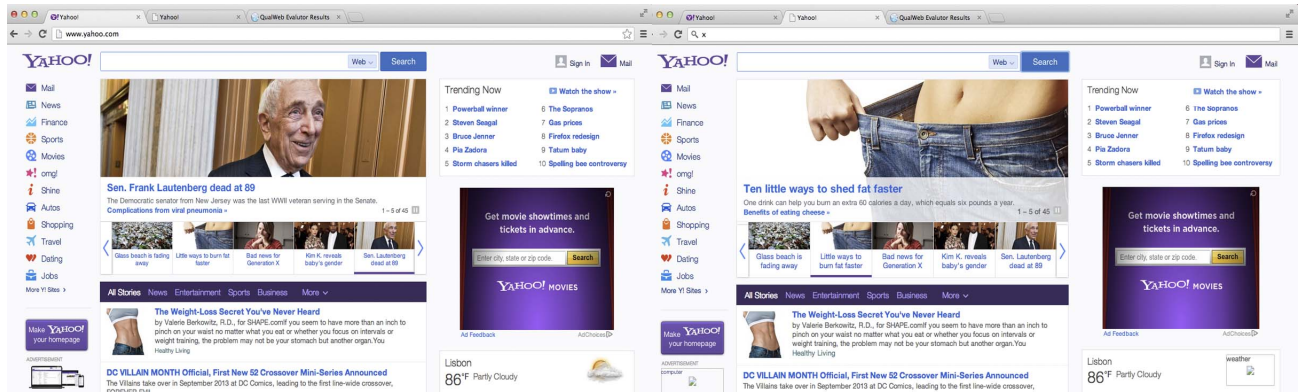 Yahoo!
Yahoo!
QualWeb Evalutor Results
www.yahoo.com
YAHOO!
Web
Search
Sign In
Mail
Mail
News
Finance
Sports
Movies
omg!
Shine
Autos
Shopping
Travel
Dating
Jobs
More Y! Sites >
Make YAHOO!
your homepage
ADVERTISEMENT
Sen. Frank Lautenberg dead at 89
The Democratic senator from New Jersey was the last WWII veteran serving in the Senate.
Complications from viral pneumonia »
1 – 5 of 45
Glass beach is fading
away
Little ways to burn fat
faster
Bad news for
Generation X
Kim K. reveals
baby's gender
Sen. Lautenberg
dead at 89
All Stories News Entertainment Sports Business More
The Weight-Loss Secret You've Never Heard
by Valerie Berkowitz, R.D., for SHAPE.comIf you seem to have more than an inch to
pinch on your waist no matter what you eat or whether you focus on intervals or
weight training, the problem may not be your stomach but another organ.You
Healthy Living
DC VILLAIN MONTH Official, First New 52 Crossover Mini-Series Announced
The Villains take over in September 2013 at DC Comics, leading to the first line-wide crossover,
FOREVER EVIL
Trending Now
Watch the show »
1 Powerball winner
2 Steven Seagal
3 Bruce Jenner
4 Pia Zadora
5 Storm chasers killed
6 The Sopranos
7 Gas prices
8 Firefox redesign
9 Tatum baby
10 Spelling bee controversy
Get movie showtimes and
tickets in advance.
Enter city, state or zip code.
Search
YAHOO! MOVIES
Ad Feedback
AdChoices
Lisbon
86°F Partly Cloudy
Yahoo!
Yahoo!
QualWeb Evalutor Results
x
YAHOO!
Web
Search
Sign In
Mail
Mail
News
Finance
Sports
Movies
omg!
Shine
Autos
Shopping
Travel
Dating
Jobs
More Y! Sites >
Make YAHOO!
your homepage
ADVERTISEMENT
computer
Ten little ways to shed fat faster
One drink can help you burn an extra 60 calories a day, which equals six pounds a year.
Benefits of eating cheese »
1 – 5 of 45
Glass beach is
fading away
Little ways to
burn fat faster
Bad news for
Generation X
Kim K. reveals
baby's gender
Sen. Lautenberg
dead at 89
All Stories News Entertainment Sports Business More
The Weight-Loss Secret You've Never Heard
by Valerie Berkowitz, R.D., for SHAPE.comIf you seem to have more than an inch to
pinch on your waist no matter what you eat or whether you focus on intervals or
weight training, the problem may not be your stomach but another organ.You
Healthy Living
DC VILLAIN MONTH Official, First New 52 Crossover Mini-Series Announced
The Villains take over in September 2013 at DC Comics, leading to the first line-wide crossover,
Trending Now
Watch the show »
1 Powerball winner
2 Steven Seagal
3 Bruce Jenner
4 Pia Zadora
5 Storm chasers killed
6 The Sopranos
7 Gas prices
8 Firefox redesign
9 Tatum baby
10 Spelling bee controversy
Get movie showtimes and
tickets in advance.
Enter city, state or zip code.
Search
YAHOO! MOVIES
Ad Feedback
AdChoices
Lisbon
86°F Partly Cloudy
weather